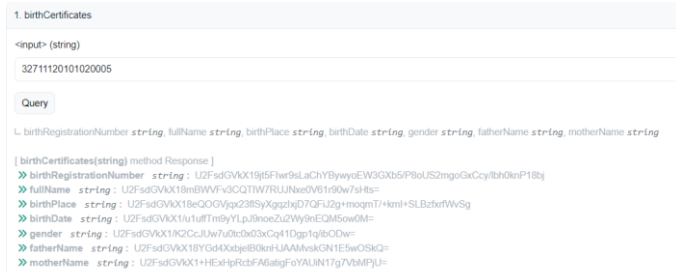 1. birthCertificates
<input> (string)
32711120101020005
Query
birthRegistrationNumber string, fullName string, birthPlace string, birthDate string, gender string, fatherName string, motherName string
[ birthCertificates(string) method Response ]
>> birthRegistrationNumber string : U2FsdGVkX19jt5Flwr9sLaChYBywyoEW3GXb5/P8oUS2mgoGxCcy/Ibh0knP18bj
>> fullName string : U2FsdGVkX18mBWVFv3CQTIW7RUJNxe0V61r90w7sHts=
>> birthPlace string : U2FsdGVkX18eQOGVjqx23flSyXgqzIxjD7QFiJ2g+moqmT/+kml+SLBzfxrfWvSg
>> birthDate string : U2FsdGVkX1/u1uffTm9yYLpJ9noeZu2Wy9nEQM5ow0M=
>> gender string : U2FsdGVkX1/K2CcJUw7u0tc0x03xCq41Dgp1q/ibODw=
>> fatherName string : U2FsdGVkX18YGd4XxbjelB0knHJAAMvskGN1E5wOSkQ=
>> motherName string : U2FsdGVkX1+HExHpRcbFA6atigFoYAUiN17g7VbMPjU=